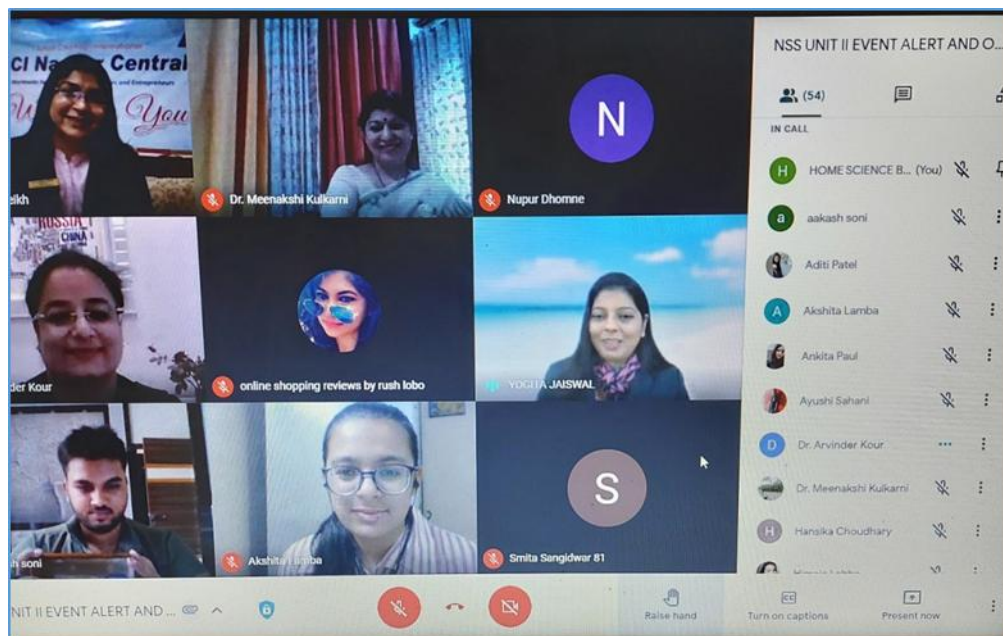 CI Na Central
and Entrepreneurs
You
eikh
Dr. Meenakshi Kulkarni
N
Nupur Dhomne
RUSSIA
CHINA
der Kour
online shopping reviews by rush lobo
YOGITA JAISWAL
h soni
Akshita Lamba
S
Smita Sangidwar 81
NSS UNIT II EVENT ALERT AND O...
(54)
IN CALL
H HOME SCIENCE B... (You)
a aakash soni
Aditi Patel
A Akshita Lamba
Ankita Paul
Ayushi Sahani
D Dr. Arvinder Kour
Dr. Meenakshi Kulkarni
H Hansika Choudhary
NIT II EVENT ALERT AND ...
Raise hand
CC
Turn on captions
Present now